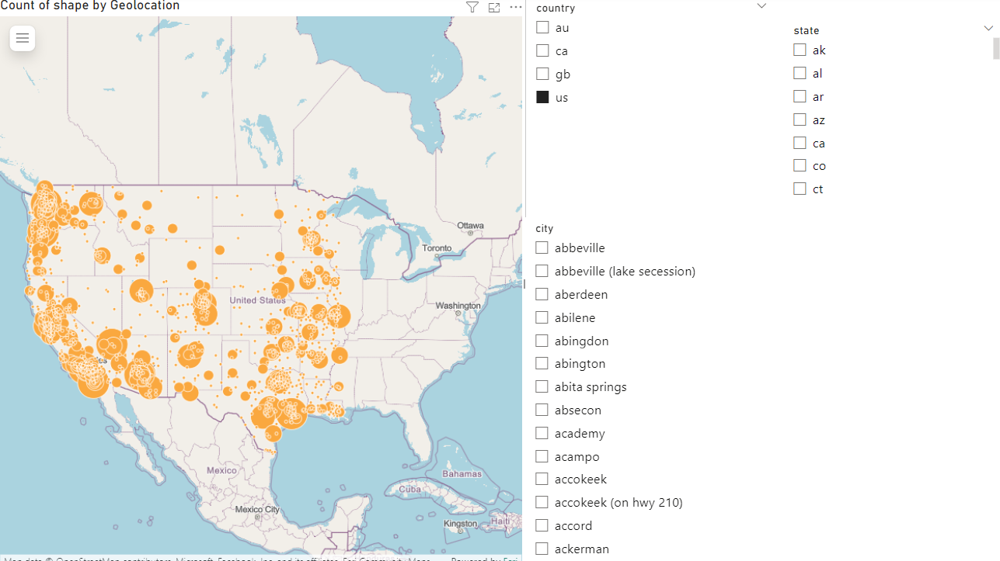 Count of shape by Geolocation
country
au
ca
gb
us
state
ak
al
ar
az
ca
co
ct
city
abbeville
abbeville (lake secession)
aberdeen
abilene
abingdon
abington
abita springs
absecon
academy
acampo
accokeek
accokeek (on hwy 210)
accord
ackerman
Ottawa
Toronto
United States
Washington
Mexico
Bahamas
Cuba
Mexico City
Kingston
Haiti
Map data © OpenStreetMap contributors, Microsoft, Facebook, Inc. and its affiliates, Esri Community Maps
Powered by Esri